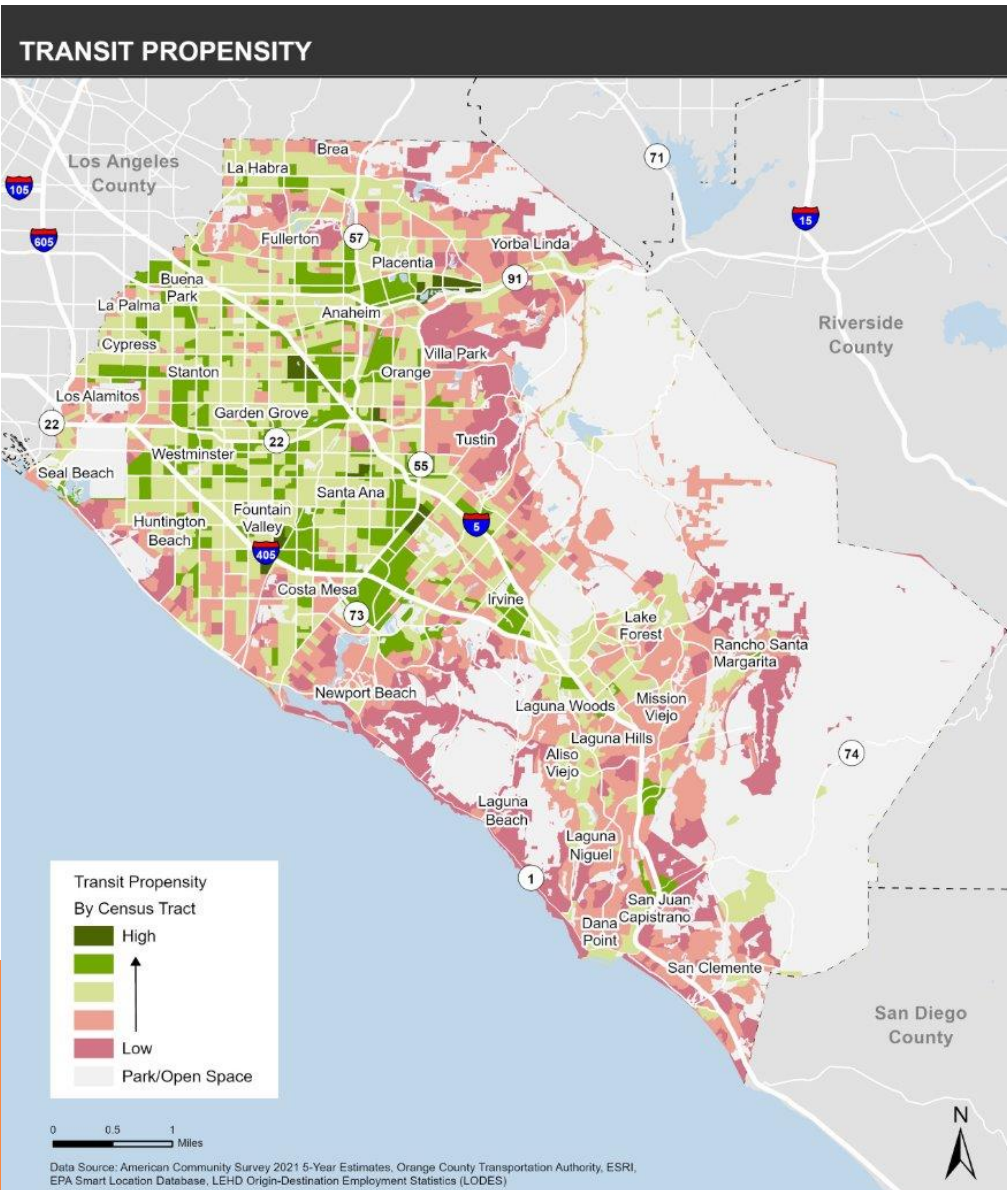 TRANSIT PROPENSITY
Los Angeles
County
105
605
71
15
Brea
La Habra
Fullerton
57
Yorba Linda
Placentia
91
Buena
Park
La Palma
Anaheim
Riverside
County
Cypress
Villa Park
Stanton
Orange
Los Alamitos
Garden Grove
22
22
Tustin
Westminster
55
Seal Beach
Santa Ana
Fountain
Valley
Huntington
Beach
5
405
Costa Mesa
73
Irvine
Lake
Forest
Rancho Santa
Margarita
Newport Beach
Laguna Woods
Mission
Viejo
Laguna Hills
Aliso
Viejo
74
Laguna
Beach
Laguna
Niguel
1
San Juan
Capistrano
Dana
Point
San Clemente
San Diego
County
Transit Propensity
By Census Tract
High
Low
Park/Open Space
0 0.5 1
Miles
N
Data Source: American Community Survey 2021 5-Year Estimates, Orange County Transportation Authority, ESRI,
EPA Smart Location Database, LEHD Origin-Destination Employment Statistics (LODES)